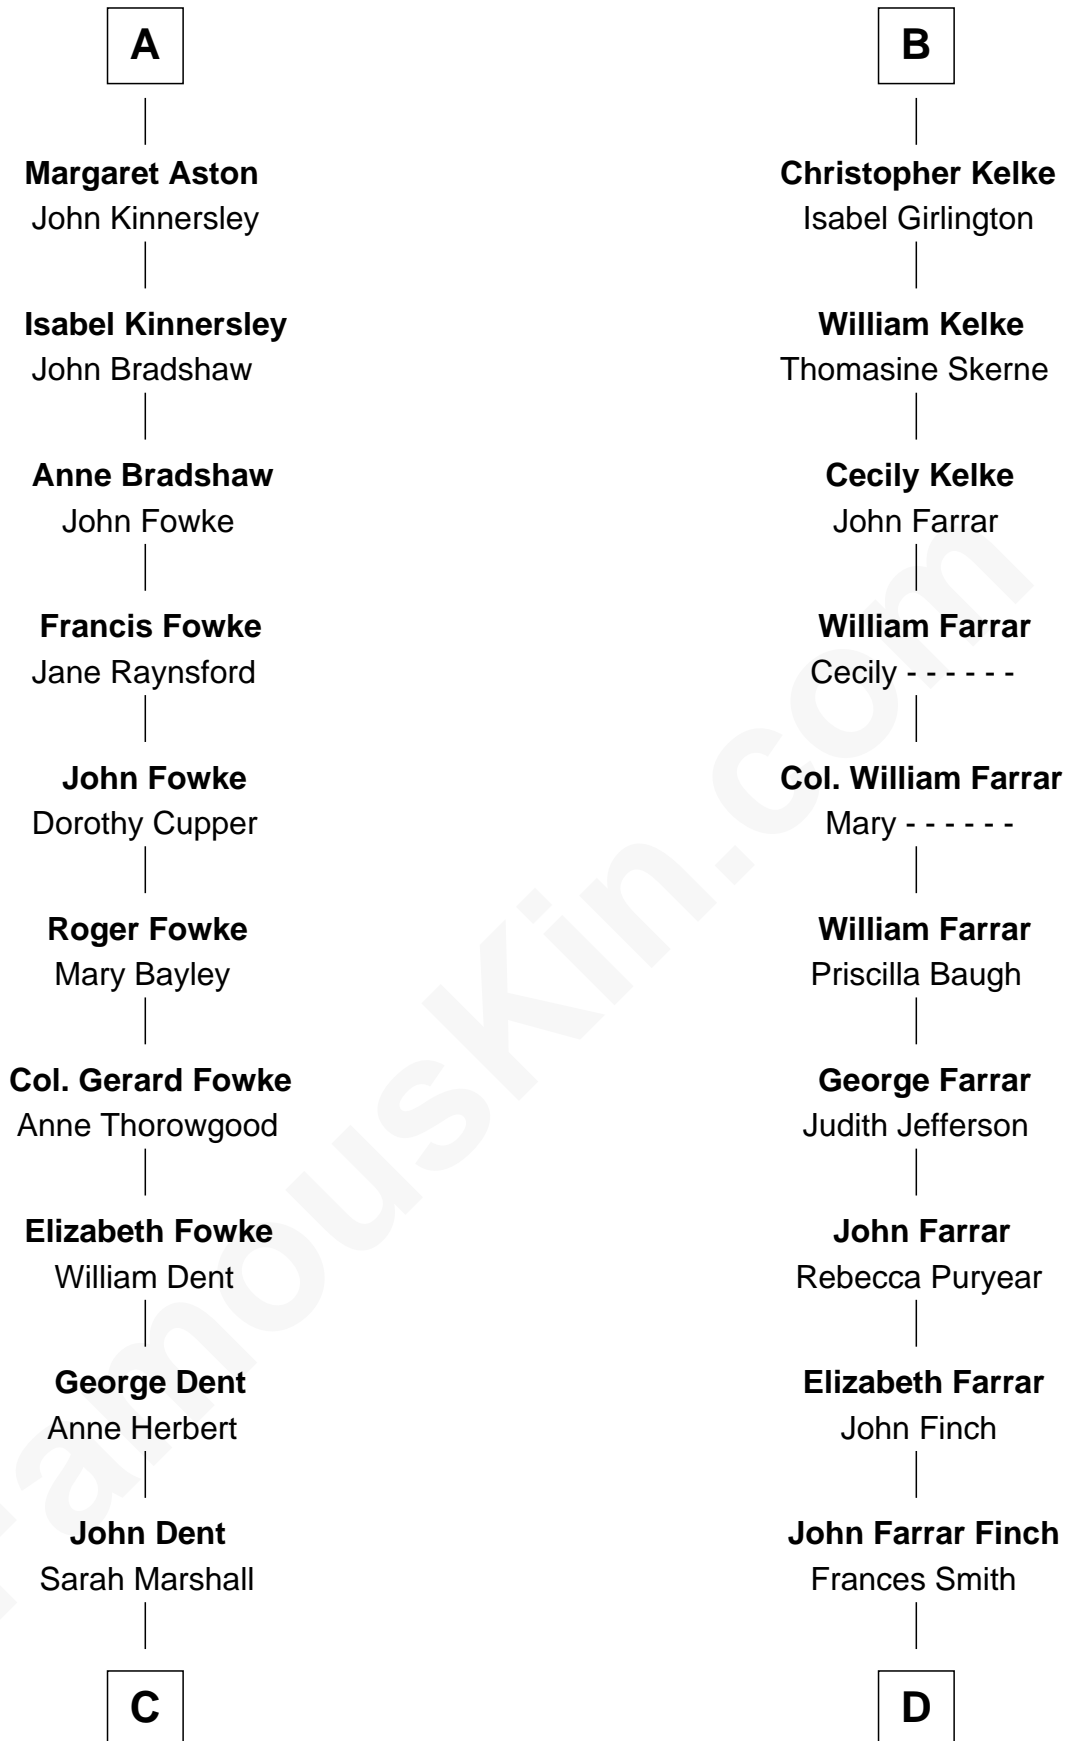 A
Margaret Aston
John Kinnersley
Isabel Kinnersley
John Bradshaw
Anne Bradshaw
John Fowke
Francis Fowke
Jane Raynsford
John Fowke
Dorothy Cupper
Roger Fowke
Mary Bayley
Col. Gerard Fowke
Anne Thorowgood
Elizabeth Fowke
William Dent
George Dent
Anne Herbert
John Dent
Sarah Marshall
C
B
Christopher Kelke
Isabel Girlington
William Kelke
Thomasine Skerne
Cecily Kelke
John Farrar
William Farrar
Cecily - - - - - -
Col. William Farrar
Mary - - - - - -
William Farrar
Priscilla Baugh
George Farrar
Judith Jefferson
John Farrar
Rebecca Puryear
Elizabeth Farrar
John Finch
John Farrar Finch
Frances Smith
D
FamousKin.com